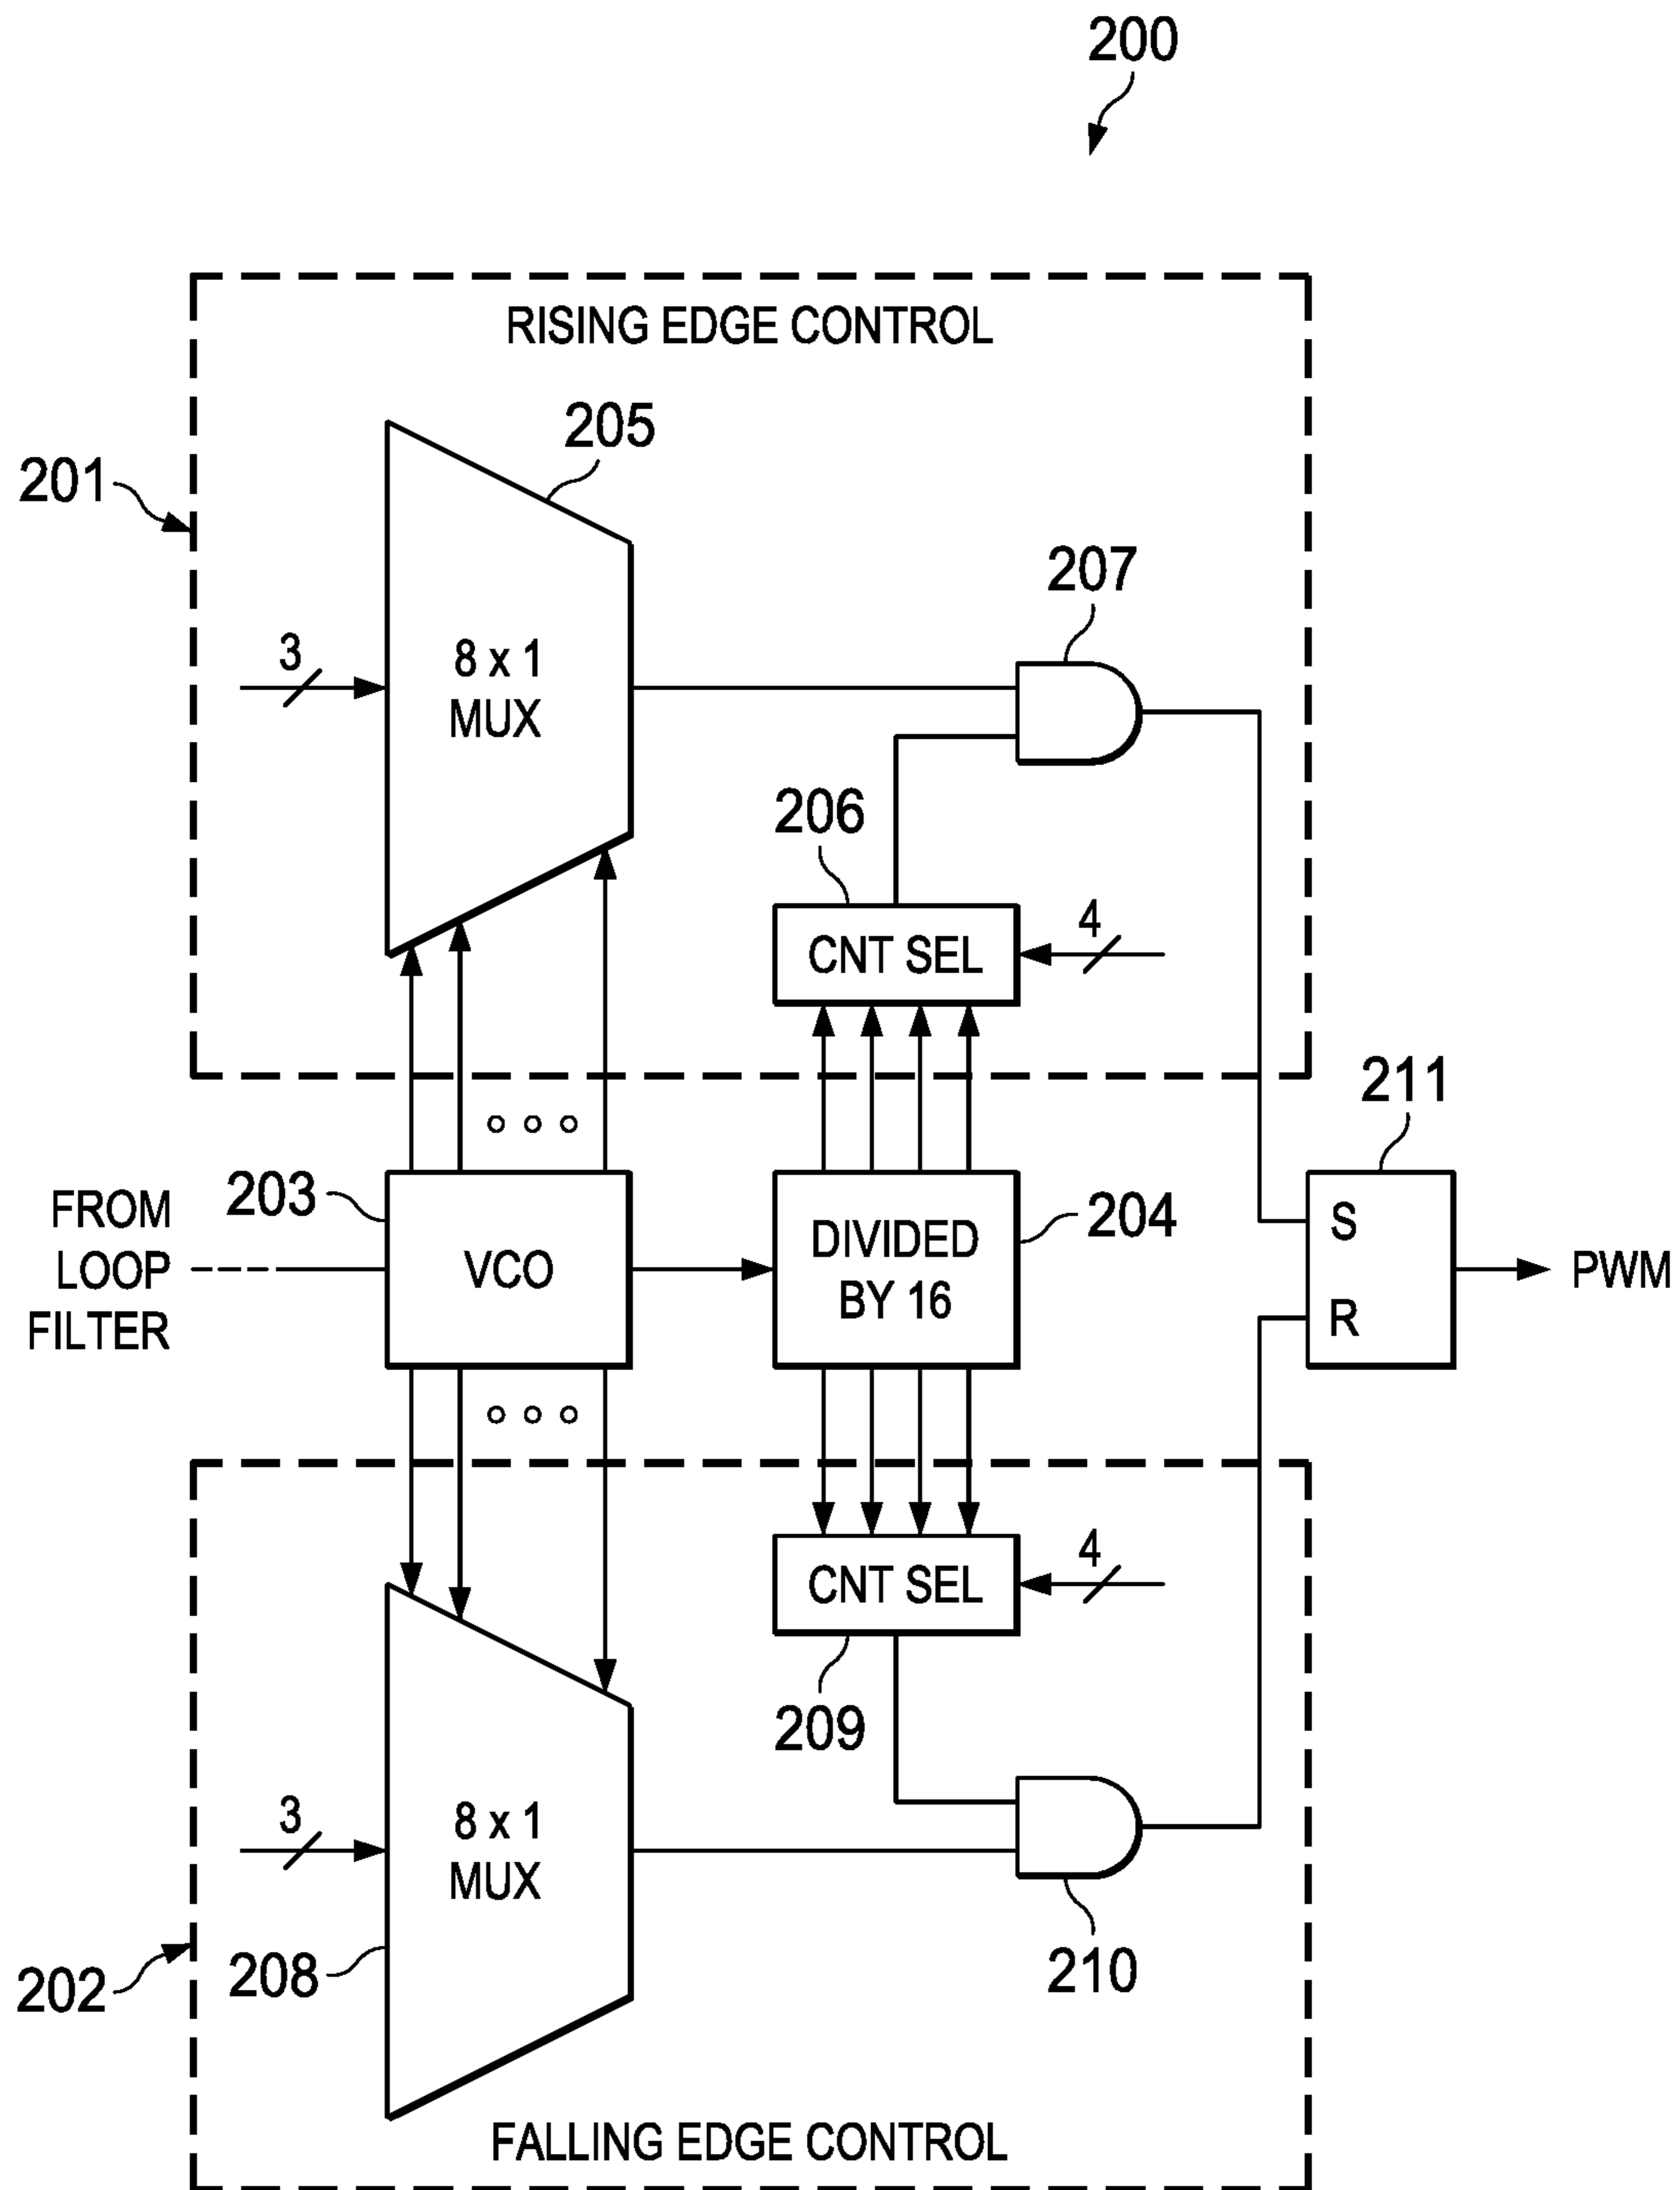 200
RISING EDGE CONTROL
205
201
207
3
8 x 1
MUX
206
4
CNT SEL
211
203
FROM
LOOP
FILTER
VCO
DIVIDED
BY 16
204
S
R
PWM
4
CNT SEL
209
3
8 x 1
MUX
210
202
208
FALLING EDGE CONTROL